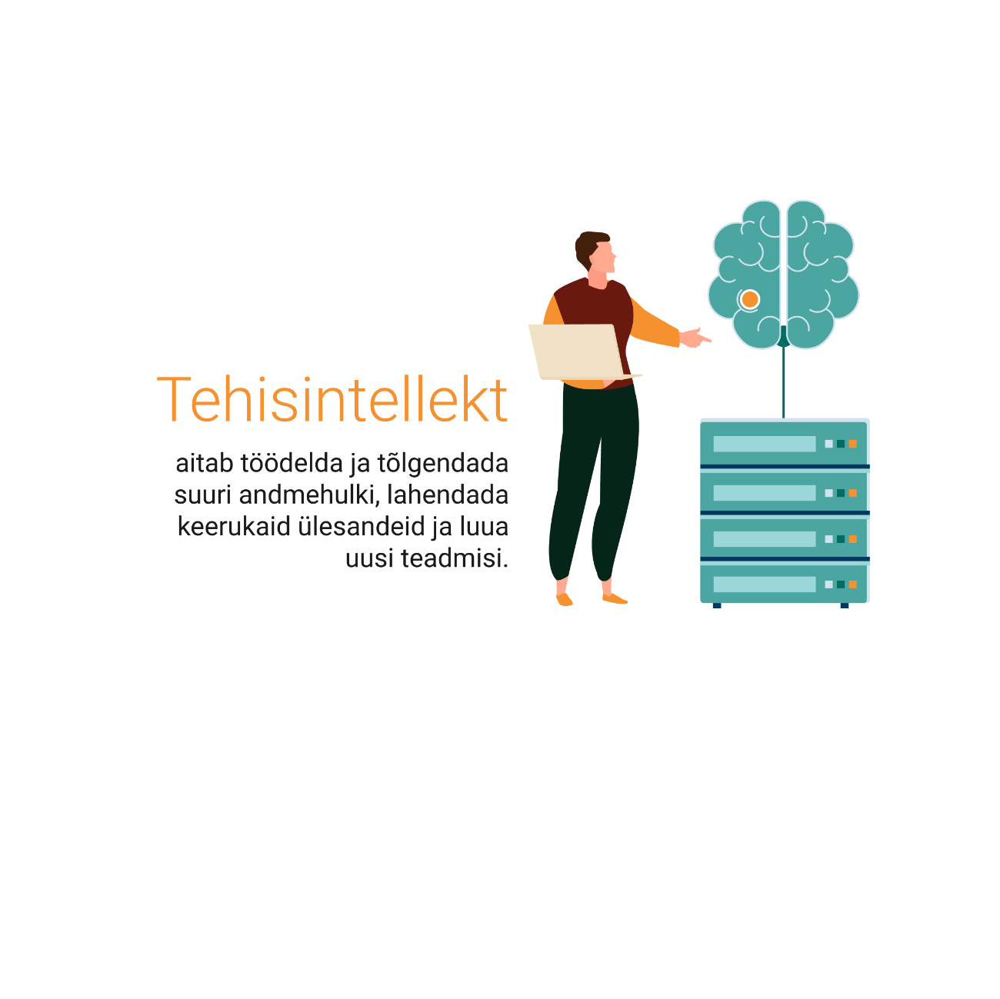 Tehisintellekt
aitab töödelda ja tõlgendada
suuri andmehulki, lahendada
keerukaid ülesandeid ja luua
uusi teadmisi.